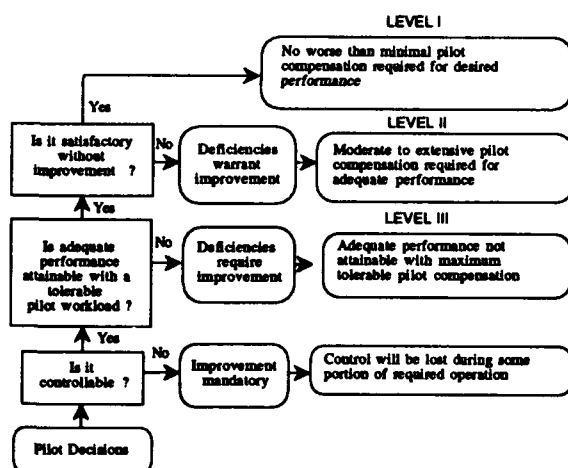 LEVEL I
No worse than minimal pilot
compensation required for desired
performance
Yes
LEVEL II
Is it satisfactory
without
improvement ?
No
Deficiencies
warrant
improvement
Moderate to extensive pilot
compensation required for
adequate performance
Yes
LEVEL III
Is adequate
performance
attainable with a
tolerable
pilot workload ?
No
Deficiencies
require
improvement
Adequate performance not
attainable with maximum
tolerable pilot compensation
Yes
Is it
controllable ?
No
Improvement
mandatory
Control will be lost during some
portion of required operation
Pilot Decisions